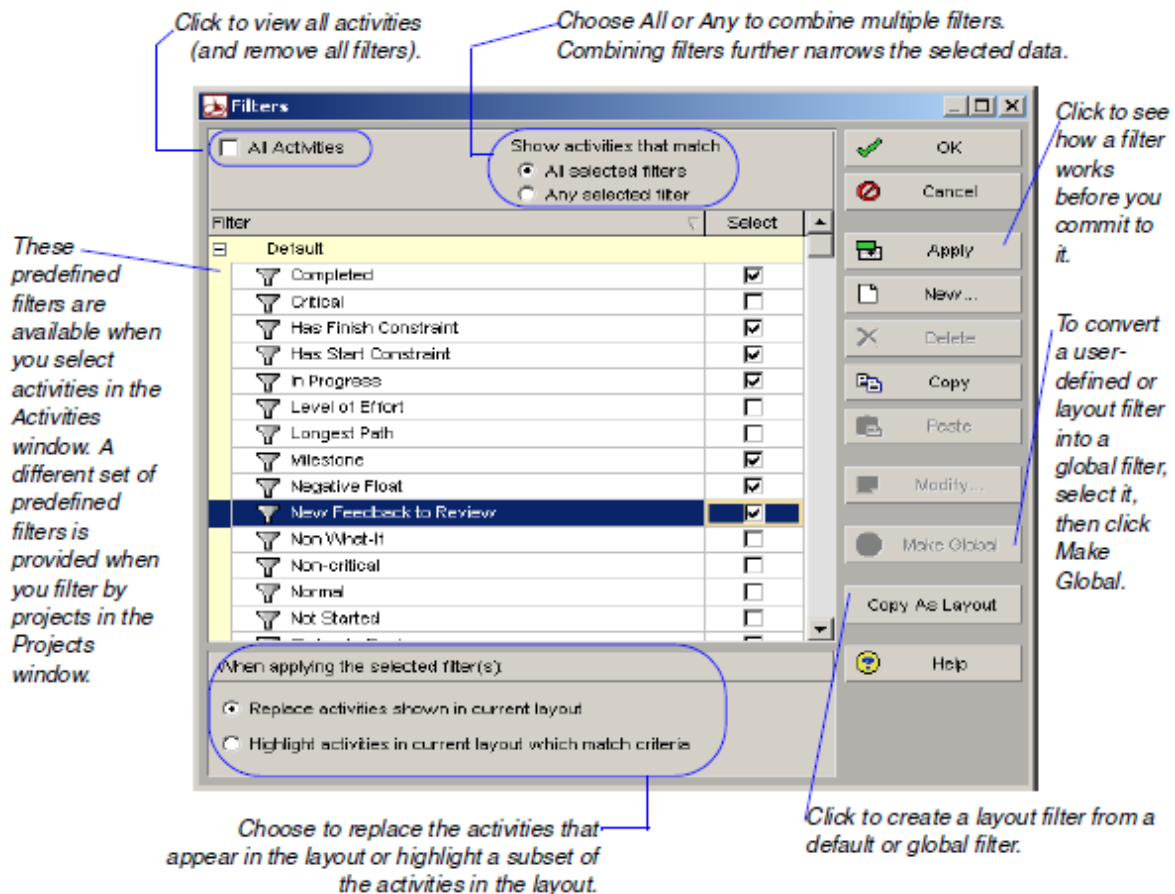 Click to view all activities
(and remove all filters).
Choose All or Any to combine multiple filters.
Combining filters further narrows the selected data.
Filters
All Activities
Show activities that match
All selected filters
Any selected filter
Filter
Select
Default
Completed
Critical
Has Finish Constraint
Has Start Constraint
In Progress
Level of Effort
Longest Path
Milestone
Negative Float
New Feedback to Review
Non What-If
Non-critical
Normal
Not Started
When applying the selected filter(s):
Replace activities shown in current layout
Highlight activities in current layout which match criteria
OK
Cancel
Apply
New...
Delete
Copy
Paste
Modify...
Make Global
Copy As Layout
Help
These
predefined
filters are
available when
you select
activities in the
Activities
window. A
different set of
predefined
filters is
provided when
you filter by
projects in the
Projects
window.
Click to see
how a filter
works
before you
commit to
it.
To convert
a user-
defined or
layout filter
into a
global filter,
select it,
then click
Make
Global.
Choose to replace the activities that
appear in the layout or highlight a subset of
the activities in the layout.
Click to create a layout filter from a
default or global filter.